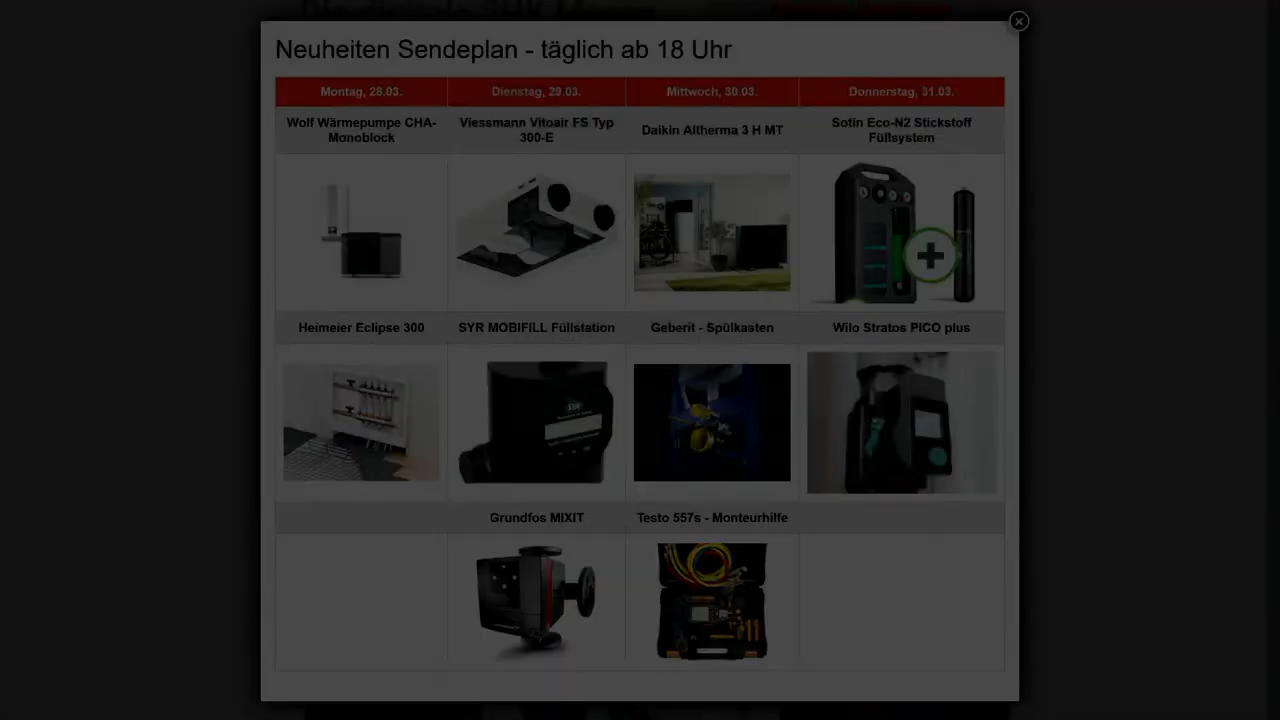 Neuheiten Sendeplan - täglich ab 18 Uhr
Montag, 28.03.
Dienstag, 29.03.
Mittwoch, 30.03.
Donnerstag, 31.03.
Wolf Wärmepumpe CHA-
Monoblock
Viessmann Vitoair FS Typ
300-E
Daikin Altherma 3 H MT
Sotin Eco-N2 Stickstoff
Füllsystem
Heimeier Eclipse 300
SYR MOBIFILL Füllstation
Geberit - Spülkasten
Wilo Stratos PICO plus
SYR
Grundfos MIXIT
Testo 557s - Monteurhilfe